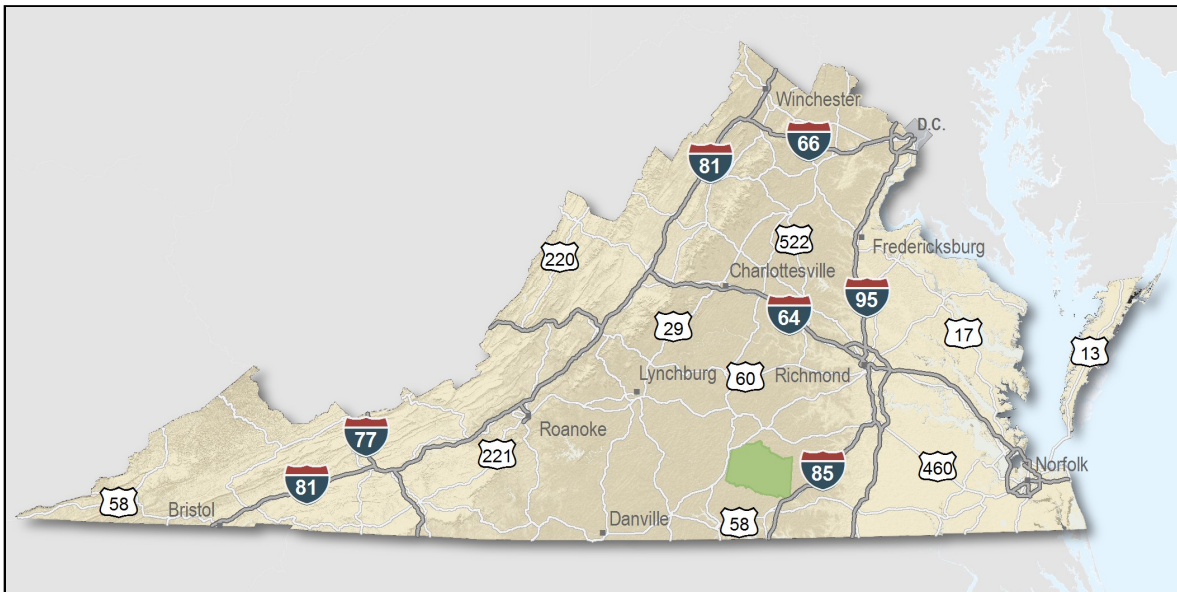 Winchester
D.C.
66
81
522
Fredericksburg
220
Charlottesville
95
64
29
17
13
Lynchburg
60
Richmond
77
Roanoke
221
85
460
Norfolk
81
58
Bristol
Danville
58